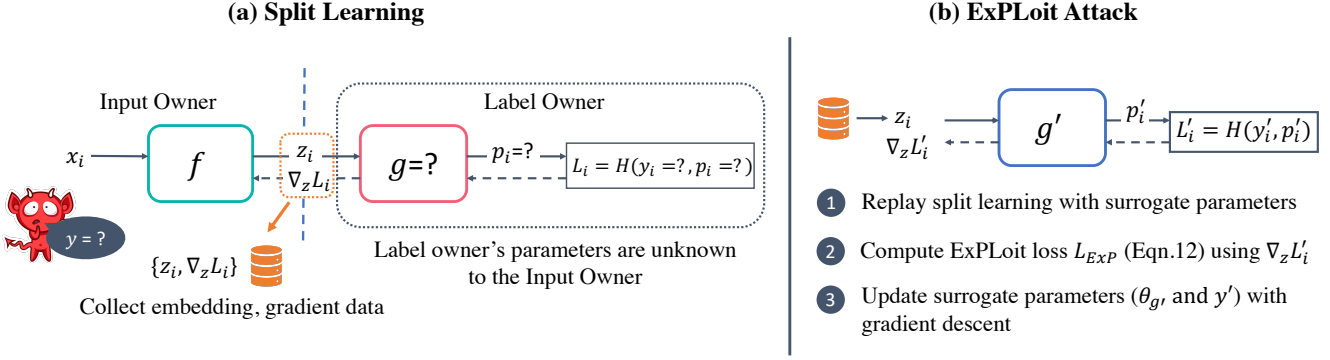 (a) Split Learning
Input Owner
Label Owner
x_i
f
z_i
∇_z L_i
g=?
p_i=?
L_i = H(y_i =?, p_i =?)
y = ?
{z_i, ∇_z L_i}
Collect embedding, gradient data
Label owner's parameters are unknown
to the Input Owner
(b) ExPLoit Attack
z_i
∇_z L'_i
g'
p'_i
L'_i = H(y'_i, p'_i)
1 Replay split learning with surrogate parameters
2 Compute ExPLoit loss L_ExP (Eqn.12) using ∇_z L'_i
3 Update surrogate parameters (θ_g' and y') with
gradient descent